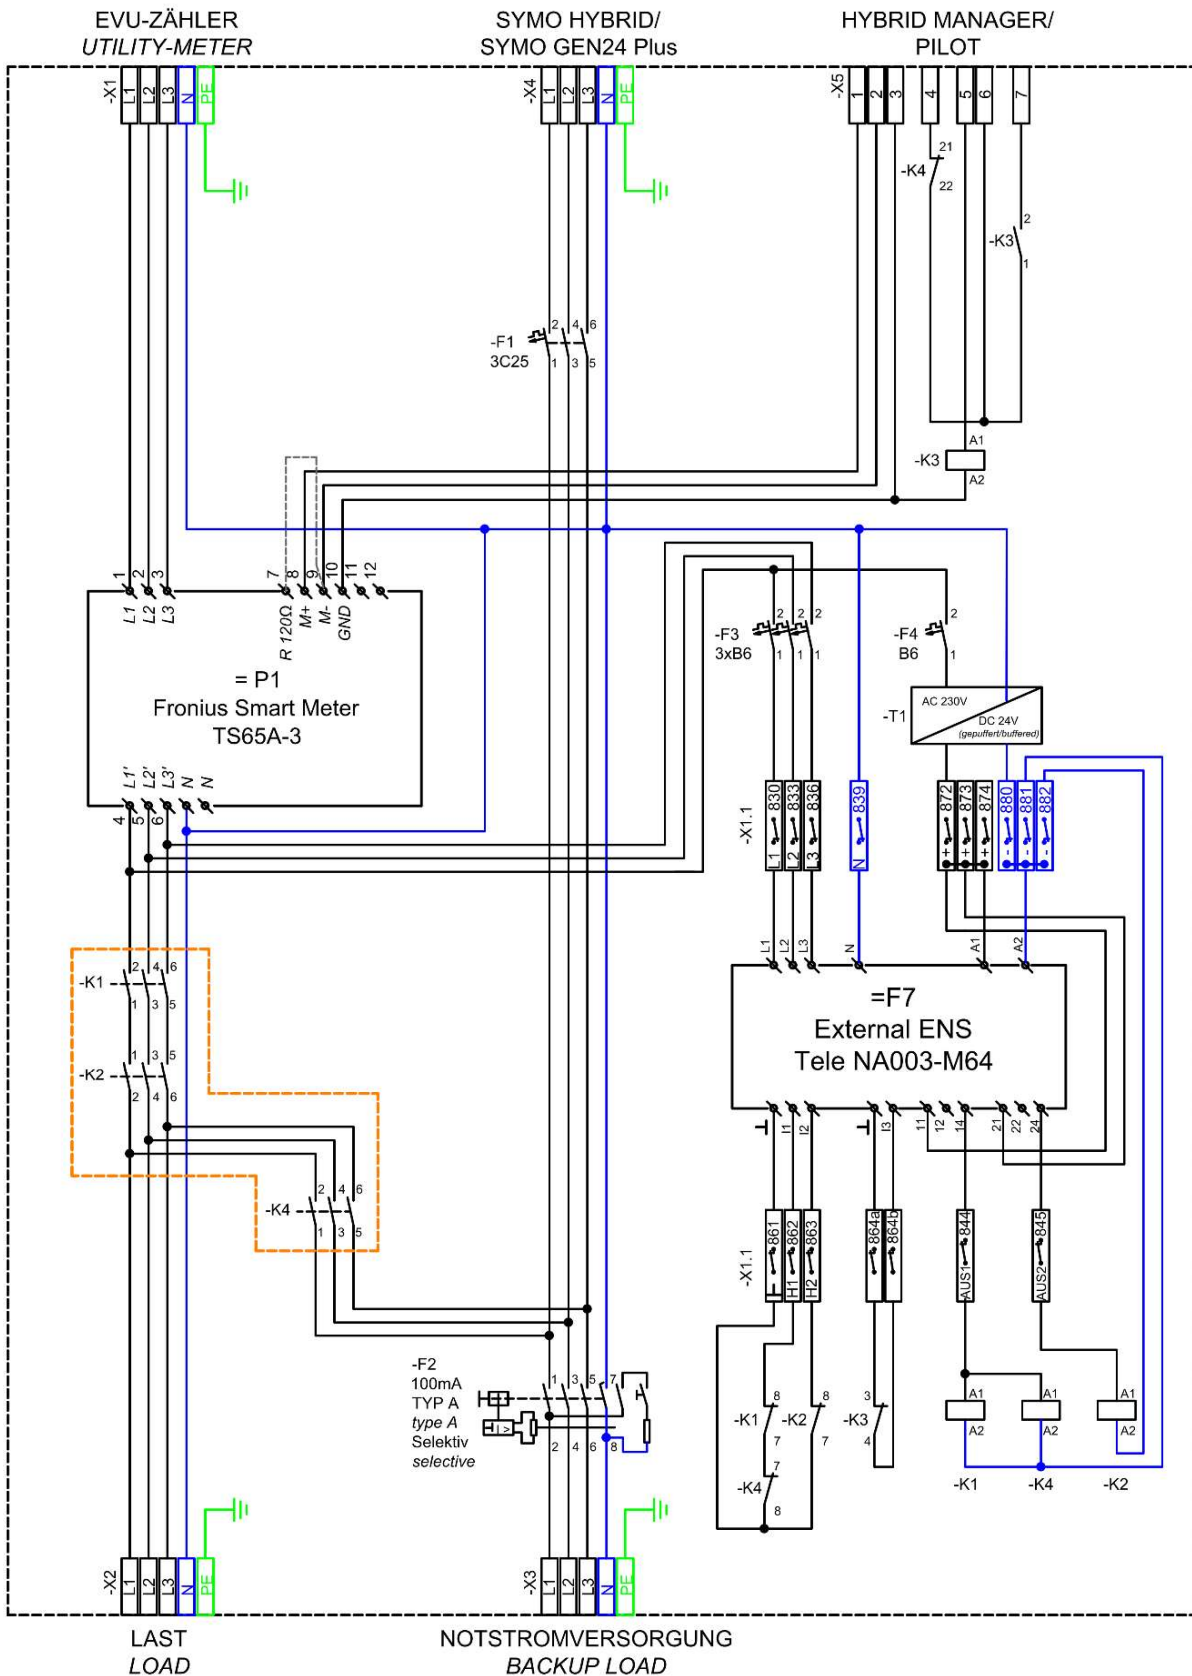 EVU-ZÄHLER
UTILITY-METER
SYMO HYBRID/
SYMO GEN24 Plus
HYBRID MANAGER/
PILOT
-X1
L1
L2
L3
N
PE
-X4
L1
L2
L3
N
PE
-X5
1
2
3
4
5
6
7
-K4
21
22
-K3
2
1
-F1
3C25
2
4
6
1
3
5
-K3
A1
A2
1
2
3
7
8
9
10
11
12
L1
L2
L3
R 120Ω
M+
M-
GND
= P1
Fronius Smart Meter
TS65A-3
L1'
L2'
L3'
N
N
4
5
6
-F3
3xB6
2
2
2
1
1
1
-F4
B6
2
1
-T1
AC 230V
DC 24V
(gepuffert/buffered)
-X1.1
L1
830
L2
833
L3
836
N
839
+
872
+
873
+
874
-
880
-
881
-
882
L1
L2
L3
N
A1
A2
=F7
External ENS
Tele NA003-M64
I1
I2
I3
11
12
14
21
22
24
-K1
2
4
6
1
3
5
-K2
1
3
5
2
4
6
-K4
2
4
6
1
3
5
-X1.1
861
H1
862
H2
863
864a
864b
AUS1
844
AUS2
845
-F2
100mA
TYP A
type A
Selektiv
selective
1
3
5
7
I >
2
4
6
8
-K1
8
7
-K2
8
7
-K3
3
4
-K4
7
8
A1
A2
A1
A2
A1
A2
-K1
-K4
-K2
-X2
L1
L2
L3
N
PE
-X3
L1
L2
L3
N
PE
LAST
LOAD
NOTSTROMVERSORGUNG
BACKUP LOAD